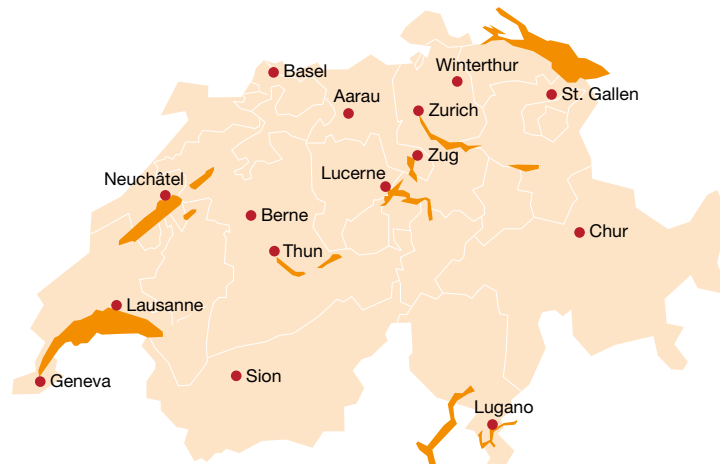 Basel
Winterthur
Aarau
St. Gallen
Zurich
Zug
Lucerne
Neuchâtel
Berne
Chur
Thun
Lausanne
Sion
Geneva
Lugano